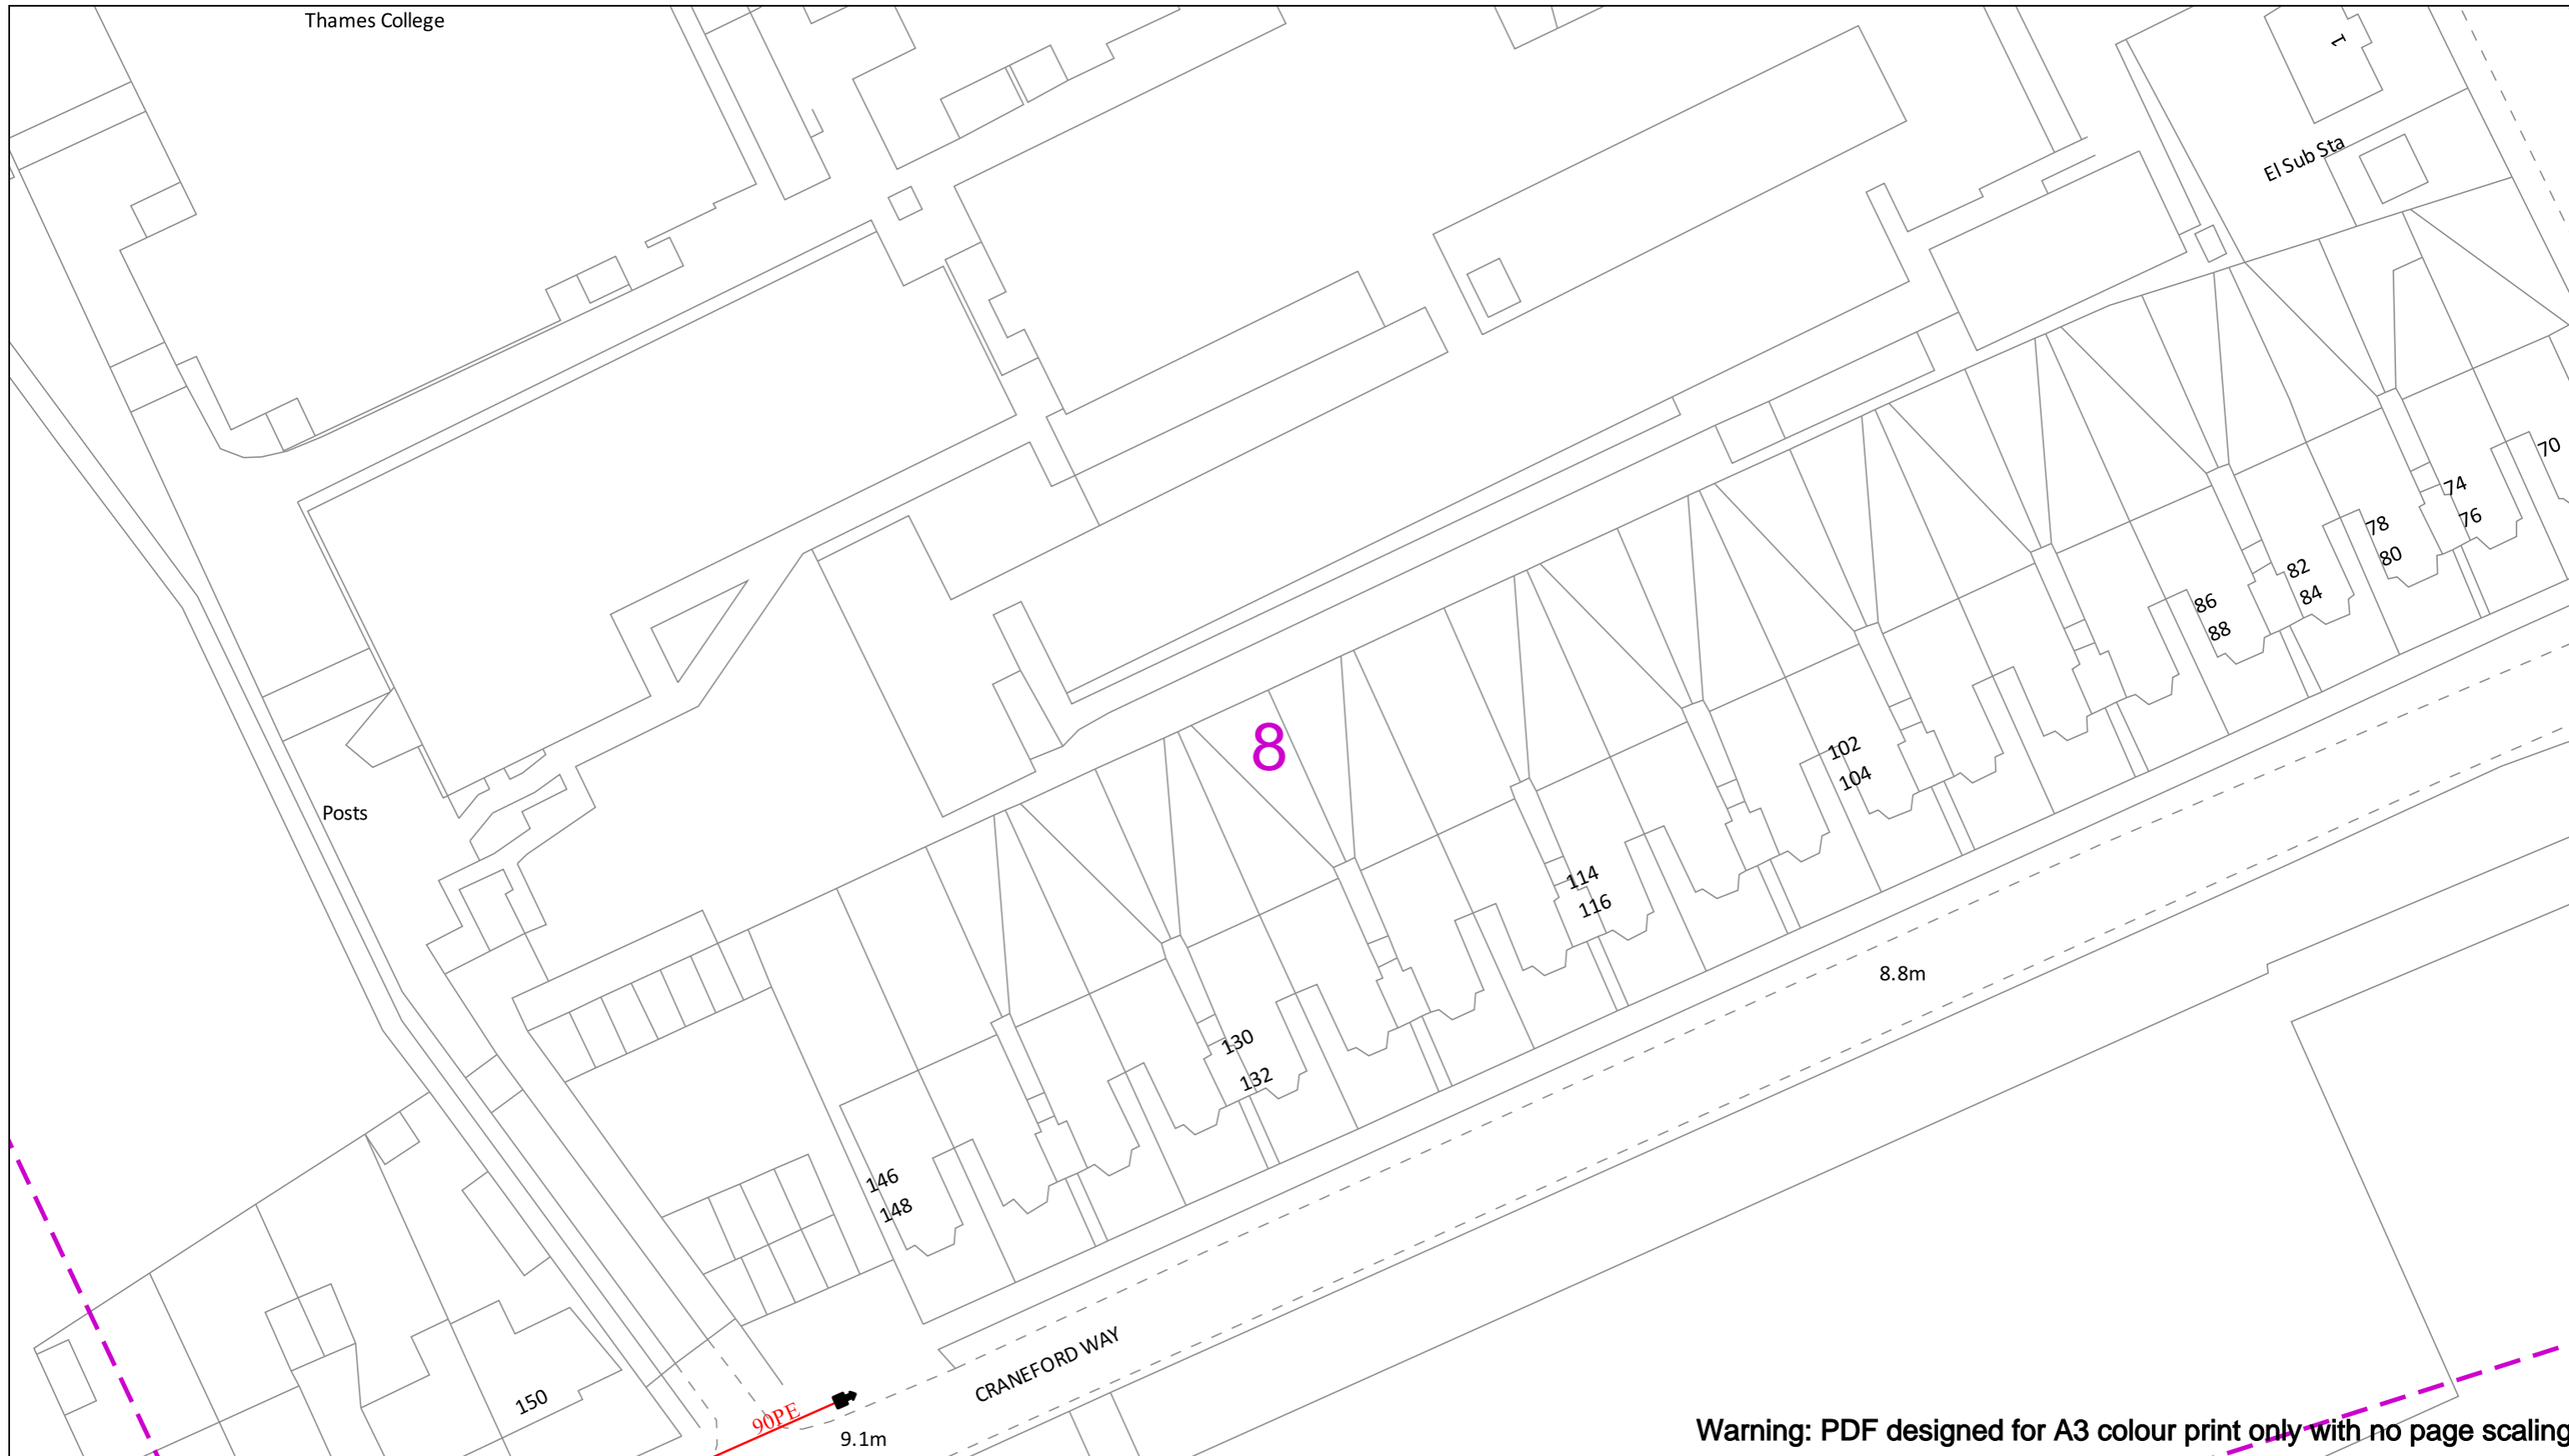 Thames College
1
El Sub Sta
70
74
76
78
80
82
84
86
88
8
102
104
Posts
114
116
8.8m
130
132
146
148
CRANEFORD WAY
150
90PE
9.1m
Warning: PDF designed for A3 colour print only with no page scaling